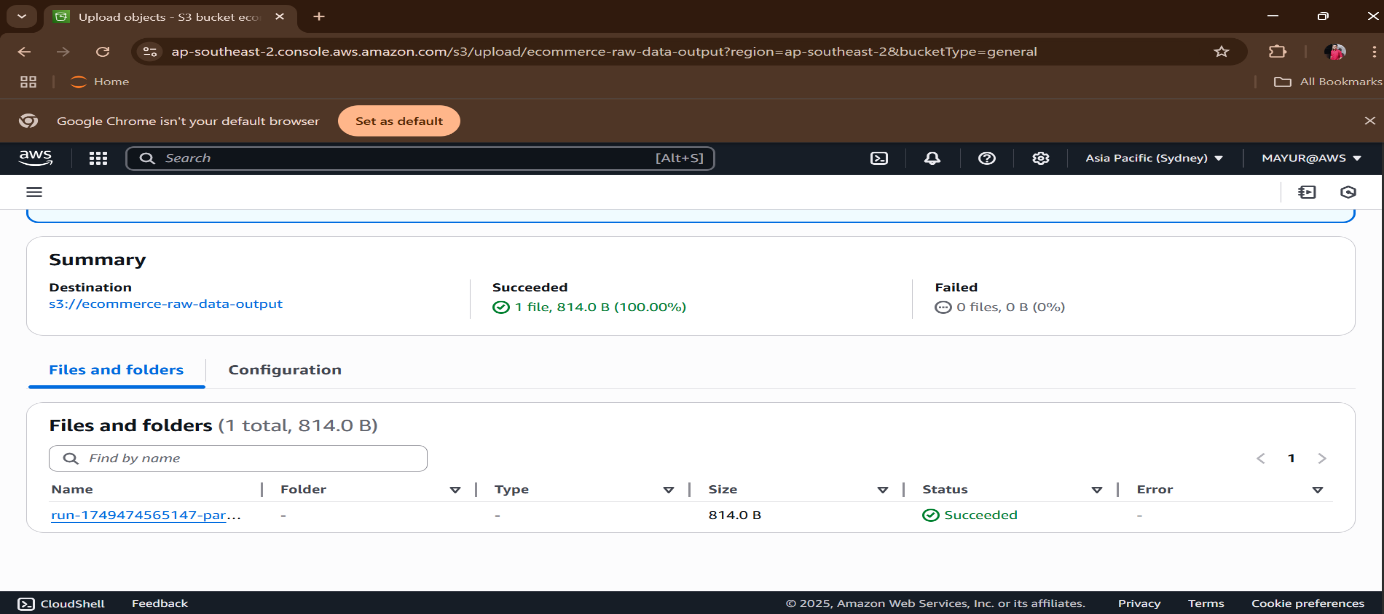 Upload objects - S3 bucket eco
ap-southeast-2.console.aws.amazon.com/s3/upload/ecommerce-raw-data-output?region=ap-southeast-2&bucketType=general
Home
All Bookmarks
Google Chrome isn't your default browser
Set as default
aws
Search
[Alt+S]
Asia Pacific (Sydney)
MAYUR@AWS
Summary
Destination
s3://ecommerce-raw-data-output
Succeeded
1 file, 814.0 B (100.00%)
Failed
0 files, 0 B (0%)
Files and folders
Configuration
Files and folders (1 total, 814.0 B)
Find by name
1
Name Folder Type Size Status Error
run-1749474565147-par... - - 814.0 B Succeeded -
CloudShell
Feedback
© 2025, Amazon Web Services, Inc. or its affiliates.
Privacy
Terms
Cookie preferences